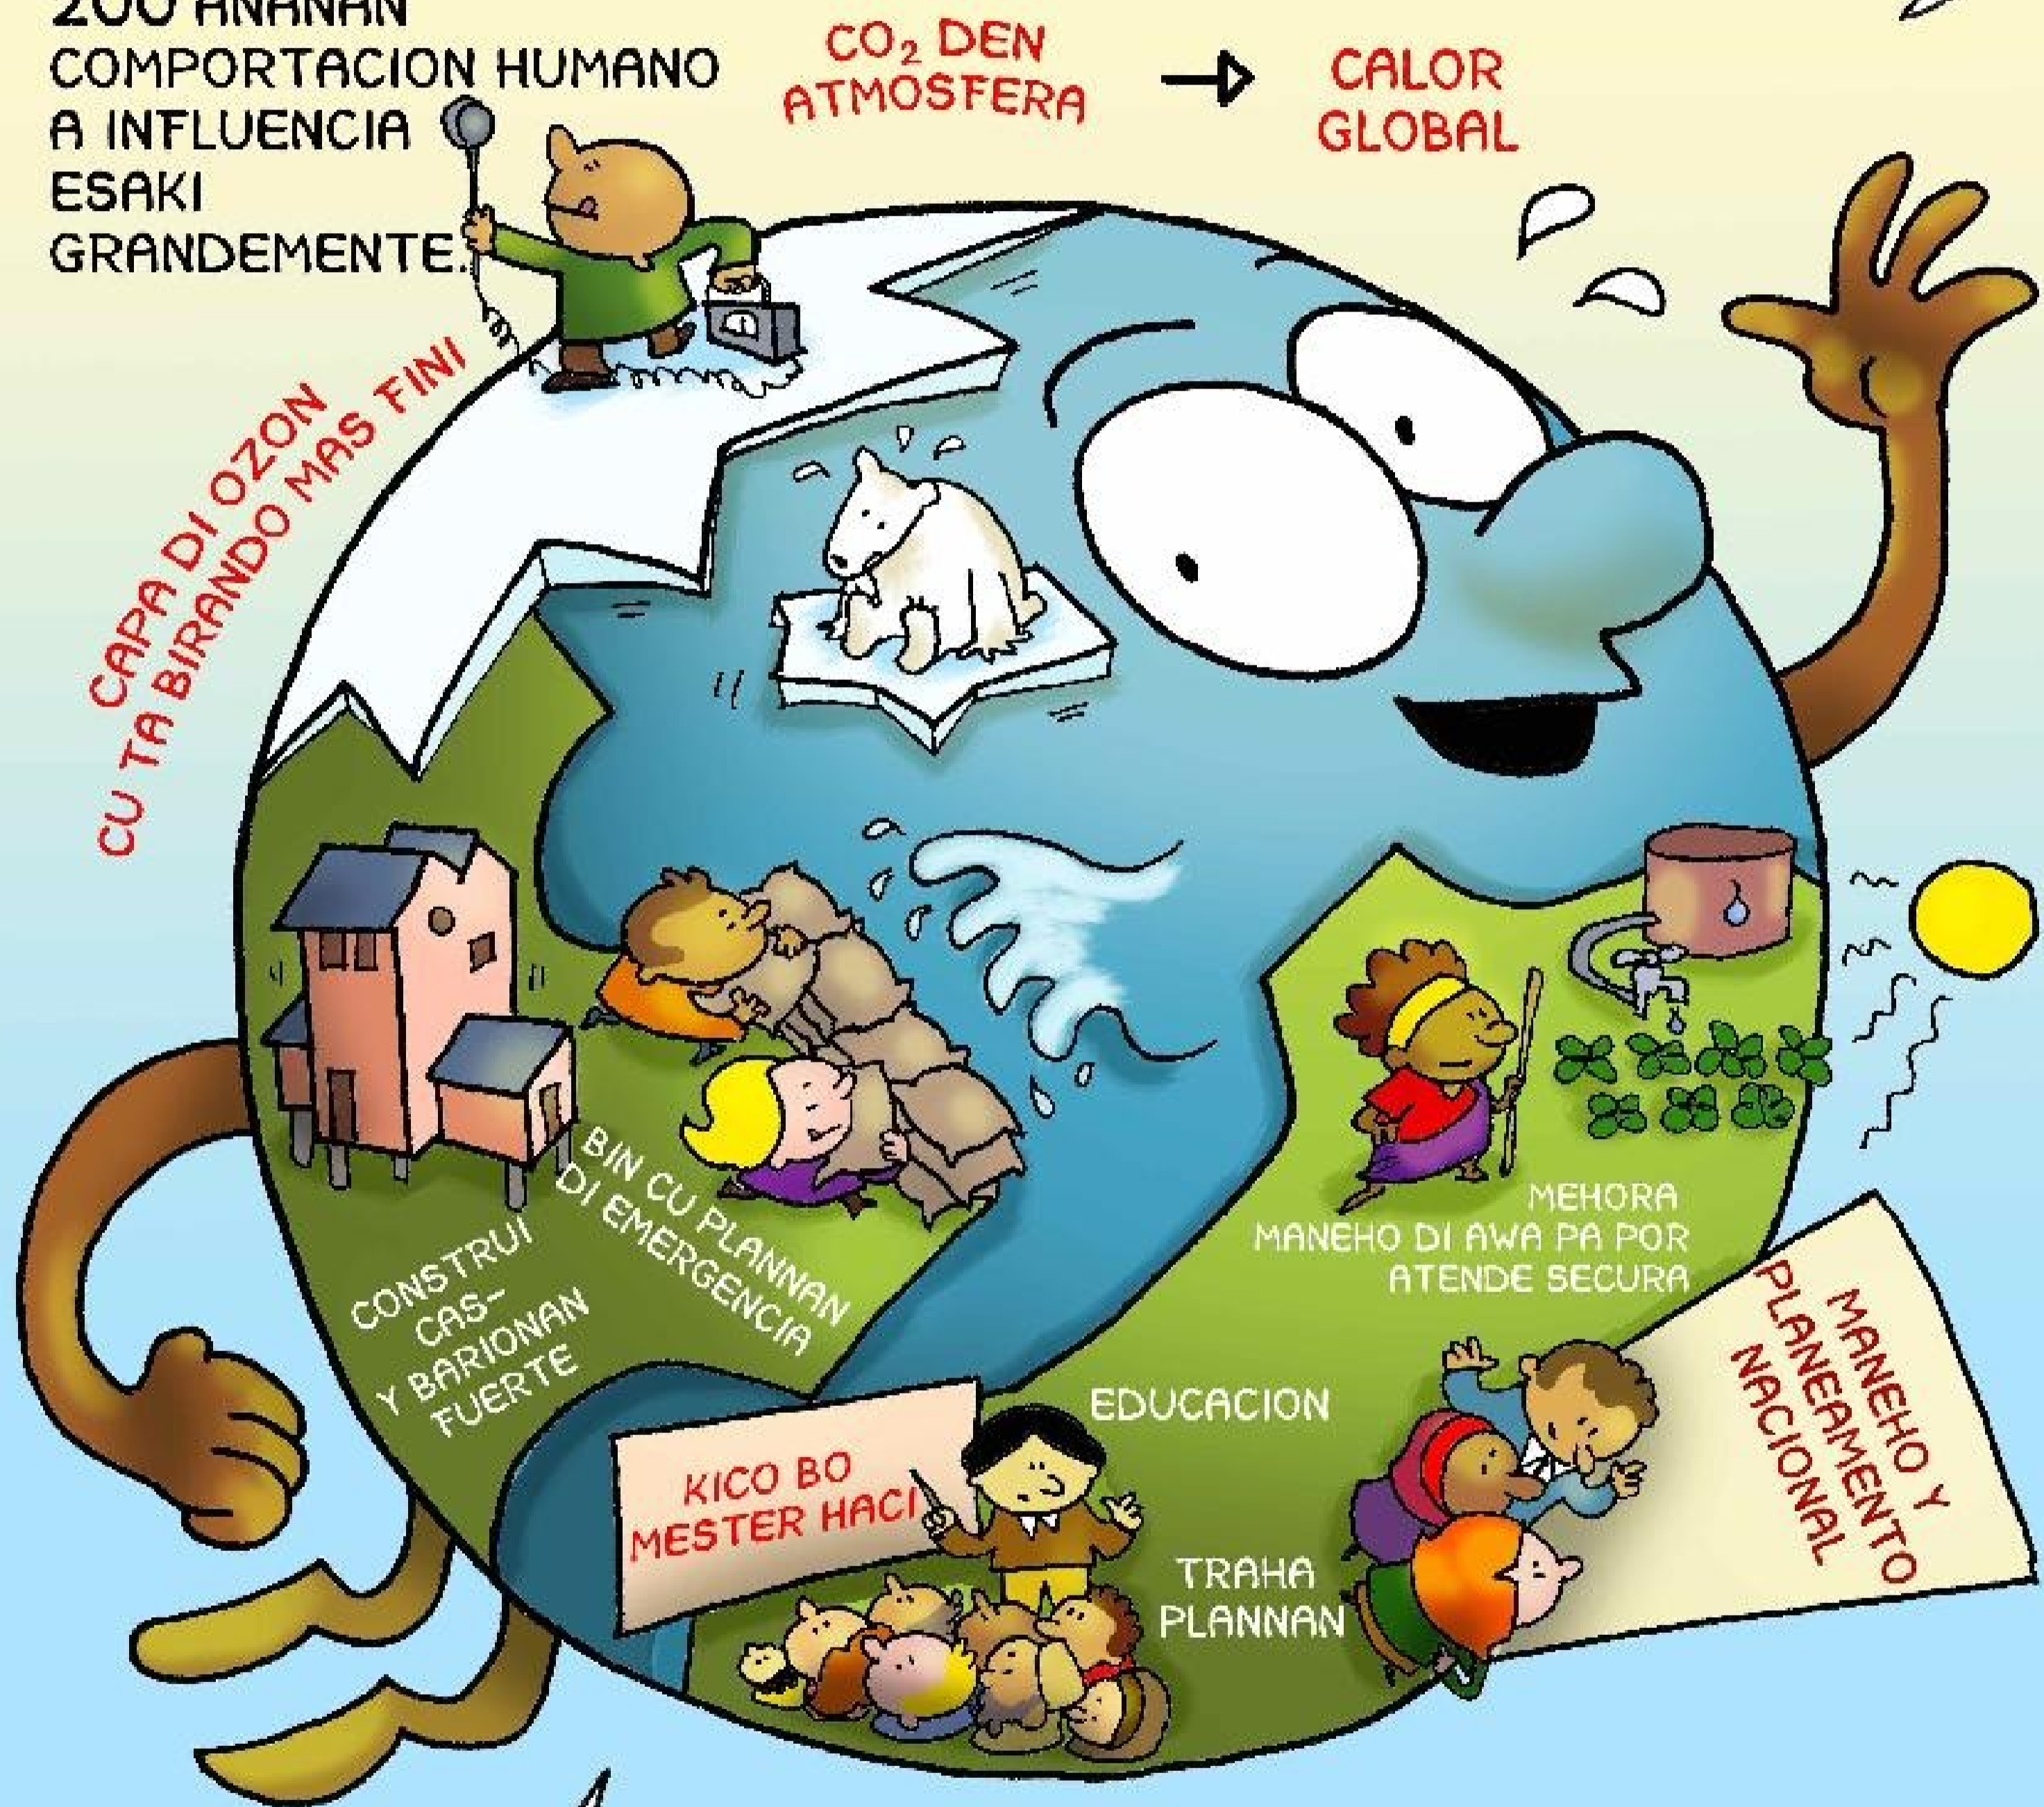 200 AÑANAN
COMPORTACION HUMANO
A INFLUENCIA
ESAKI
GRANDEMENTE.
CO₂ DEN
ATMOSFERA
CALOR
GLOBAL
CAPA DI OZON
CU TA BIRANDO MAS FINI
BIN CU PLANNAN
DI EMERGENCIA
CONSTRUI
CAS-
Y BARIONAN
FUERTE
MEHORA
MANEHO DI AWA PA POR
ATENDE SECURA
MANEHO Y
PLANEAMENTO
NACIONAL
EDUCACION
KICO BO
MESTER HACI
TRAHA
PLANNAN